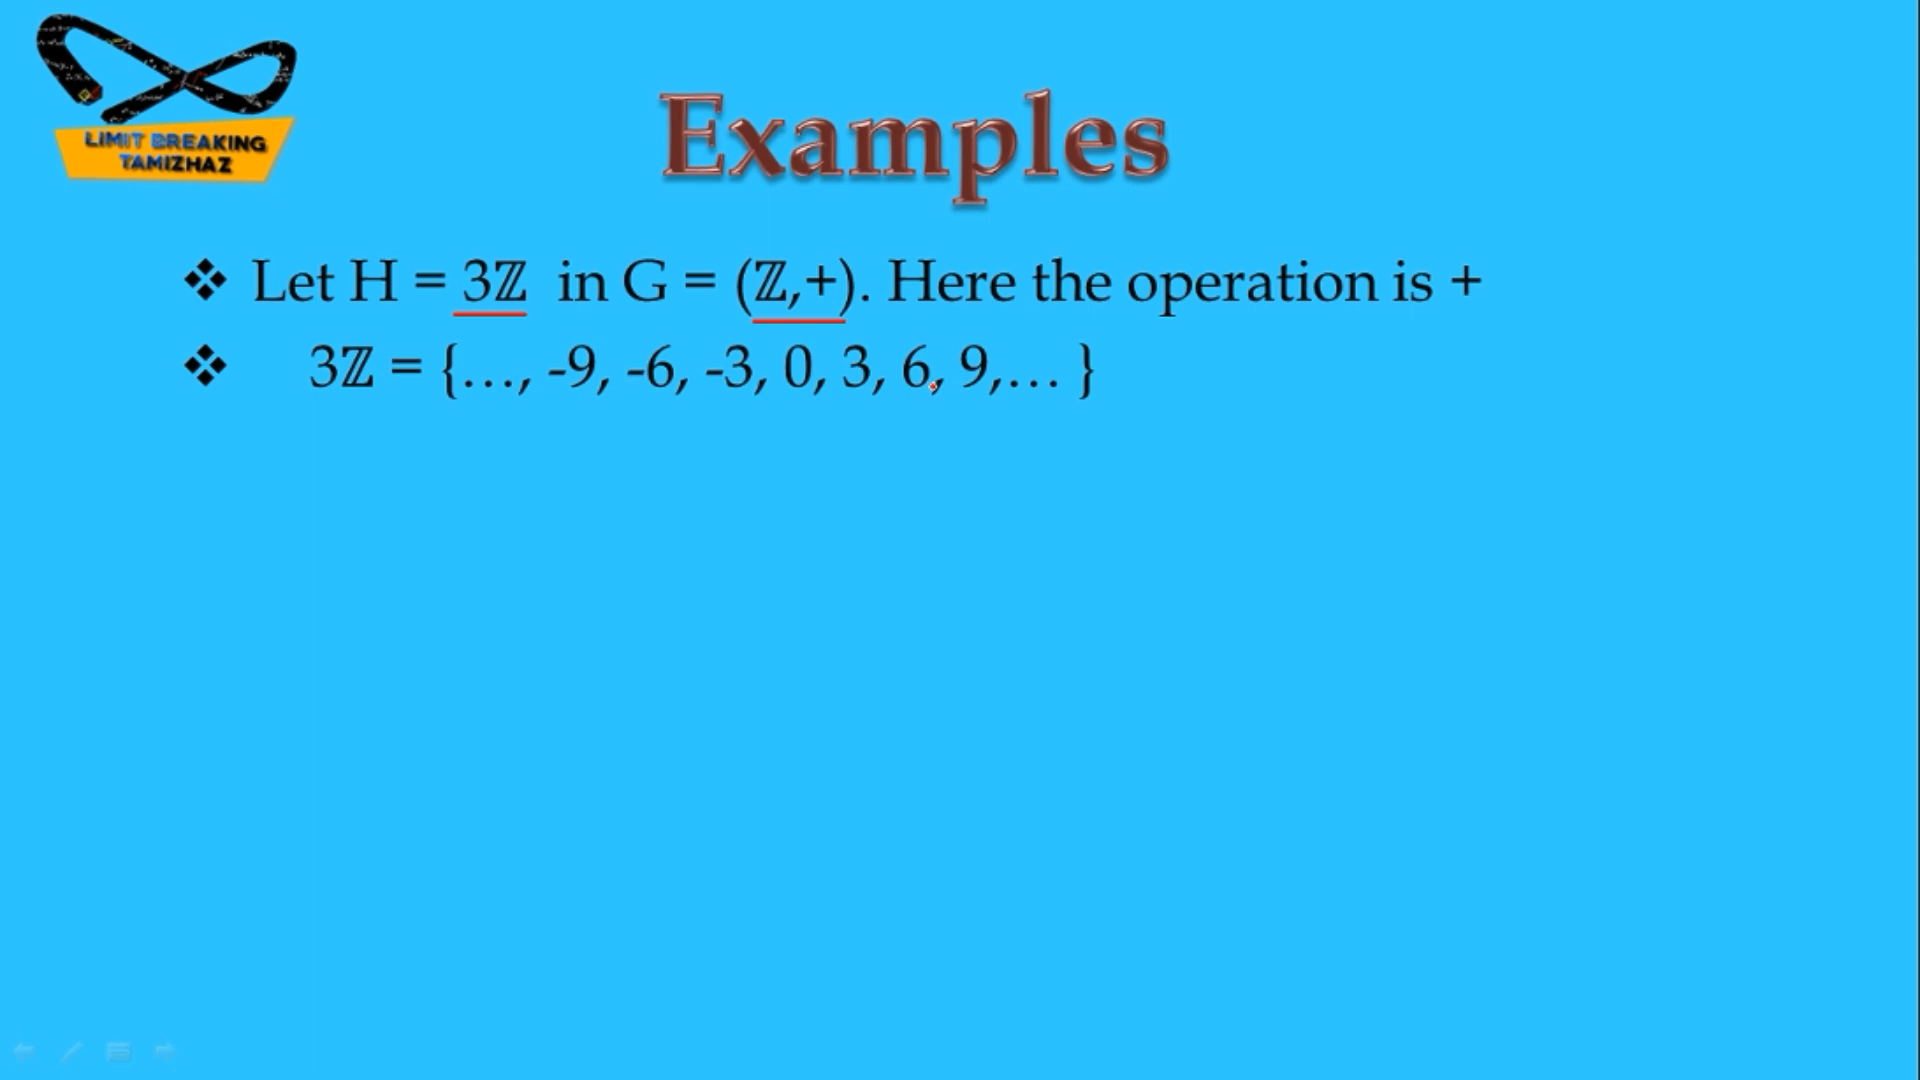 LIMIT BREAKING
TAMIZHAZ
Examples
❖ Let H = 3ℤ in G = (ℤ,+). Here the operation is +
❖ 3ℤ = {…, -9, -6, -3, 0, 3, 6, 9,… }